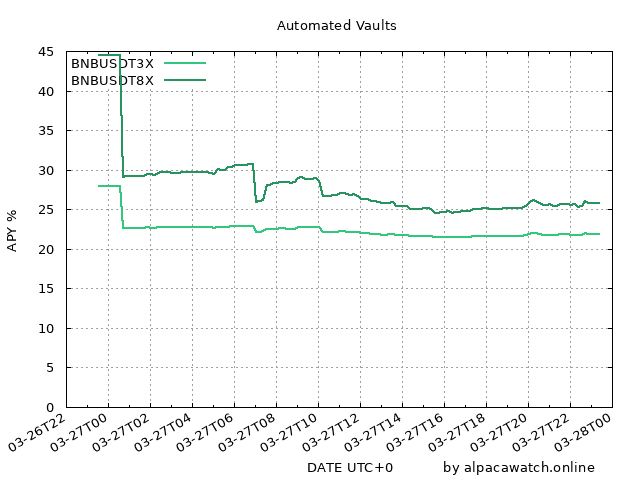 Automated Vaults
BNBUSDT3X
BNBUSDT8X
APY %
45
40
35
30
25
20
15
10
5
0
03-26T22
03-27T00
03-27T02
03-27T04
03-27T06
03-27T08
03-27T10
03-27T12
03-27T14
03-27T16
03-27T18
03-27T20
03-27T22
03-28T00
DATE UTC+0 by alpacawatch.online